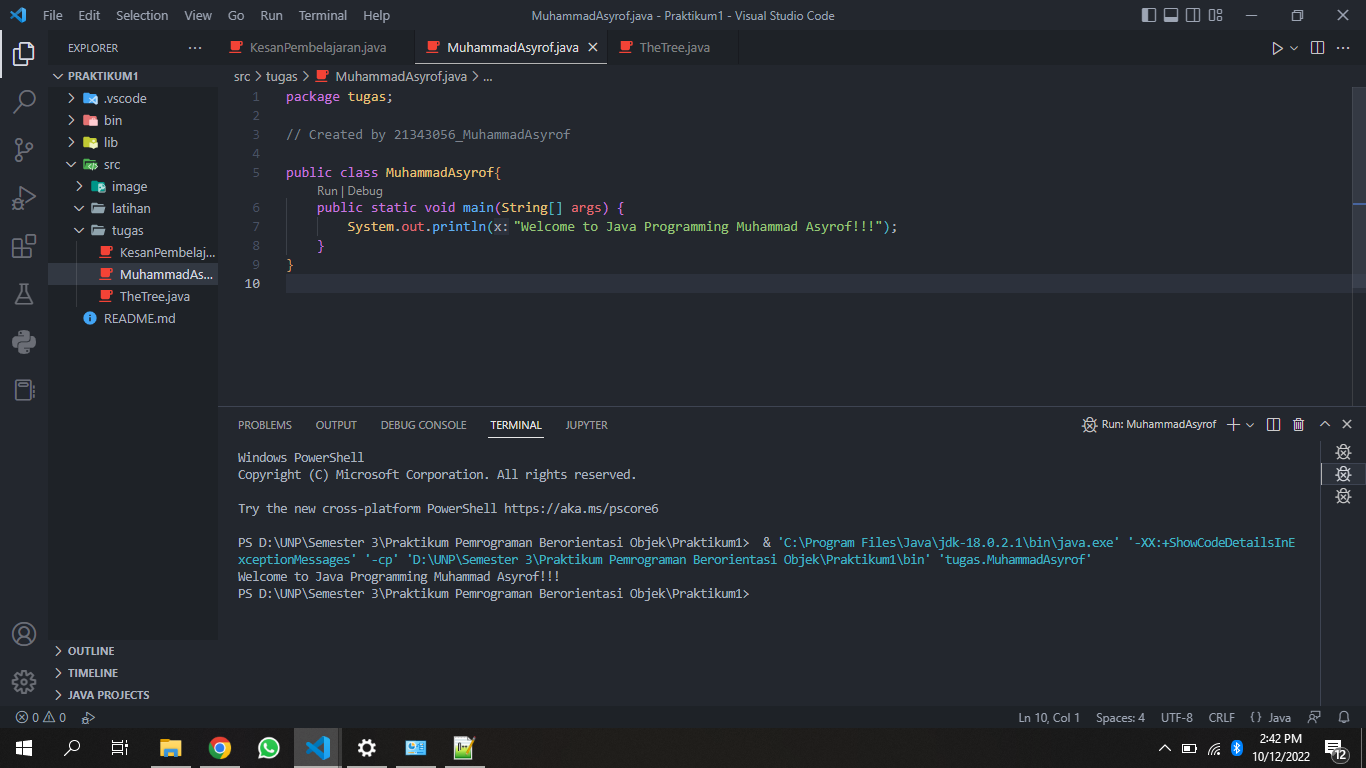 File Edit Selection View Go Run Terminal Help
MuhammadAsyrof.java - Praktikum1 - Visual Studio Code
EXPLORER
PRAKTIKUM1
.vscode
bin
lib
src
image
latihan
tugas
KesanPembelaj...
MuhammadAs...
TheTree.java
README.md
OUTLINE
TIMELINE
JAVA PROJECTS
KesanPembelajaran.java MuhammadAsyrof.java TheTree.java
src > tugas > MuhammadAsyrof.java > ...
1 package tugas;
2
3 // Created by 21343056_MuhammadAsyrof
4
5 public class MuhammadAsyrof{
Run | Debug
6 public static void main(String[] args) {
7 System.out.println(x: "Welcome to Java Programming Muhammad Asyrof!!!");
8 }
9 }
10
PROBLEMS OUTPUT DEBUG CONSOLE TERMINAL JUPYTER
Run: MuhammadAsyrof
Windows PowerShell
Copyright (C) Microsoft Corporation. All rights reserved.
Try the new cross-platform PowerShell https://aka.ms/pscore6
PS D:\UNP\Semester 3\Praktikum Pemrograman Berorientasi Objek\Praktikum1>  & 'C:\Program Files\Java\jdk-18.0.2.1\bin\java.exe' '-XX:+ShowCodeDetailsInE
xceptionMessages' '-cp' 'D:\UNP\Semester 3\Praktikum Pemrograman Berorientasi Objek\Praktikum1\bin' 'tugas.MuhammadAsyrof'
Welcome to Java Programming Muhammad Asyrof!!!
PS D:\UNP\Semester 3\Praktikum Pemrograman Berorientasi Objek\Praktikum1>
0 0
Ln 10, Col 1 Spaces: 4 UTF-8 CRLF {} Java
2:42 PM
10/12/2022
12